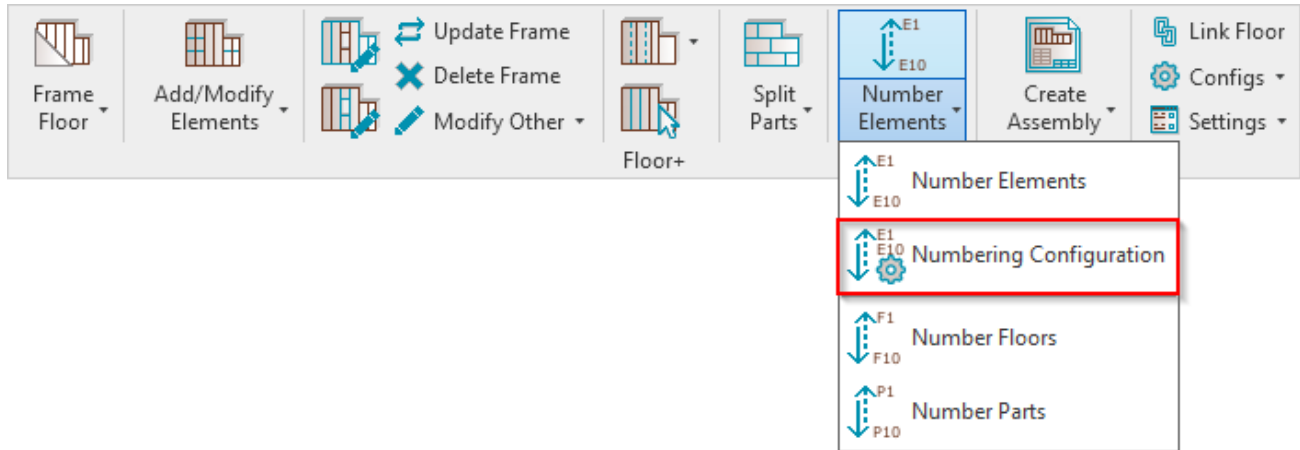 Frame
Floor
Add/Modify
Elements
Update Frame
Delete Frame
Modify Other
Floor+
Split
Parts
E1
E10
Number
Elements
Create
Assembly
Link Floor
Configs
Settings
E1
E10
Number Elements
E1
E10
Numbering Configuration
F1
F10
Number Floors
P1
P10
Number Parts